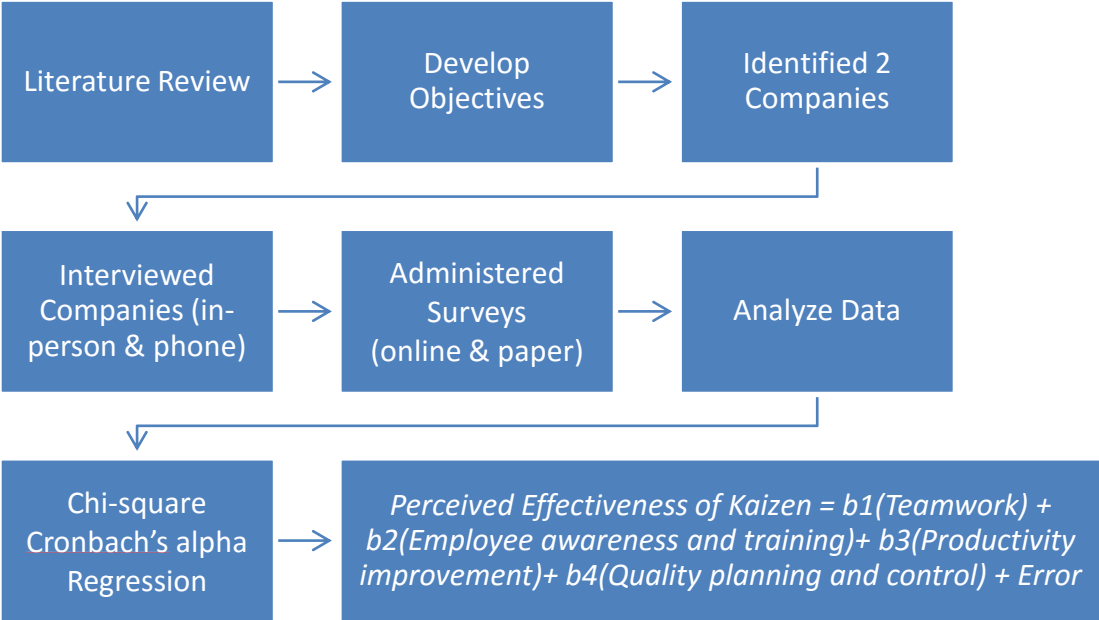 Literature Review
Develop
Objectives
Identified 2
Companies
Interviewed
Companies (in-
person & phone)
Administered
Surveys
(online & paper)
Analyze Data
Chi-square
Cronbach’s alpha
Regression
Perceived Effectiveness of Kaizen = b1(Teamwork) +
b2(Employee awareness and training)+ b3(Productivity
improvement)+ b4(Quality planning and control) + Error